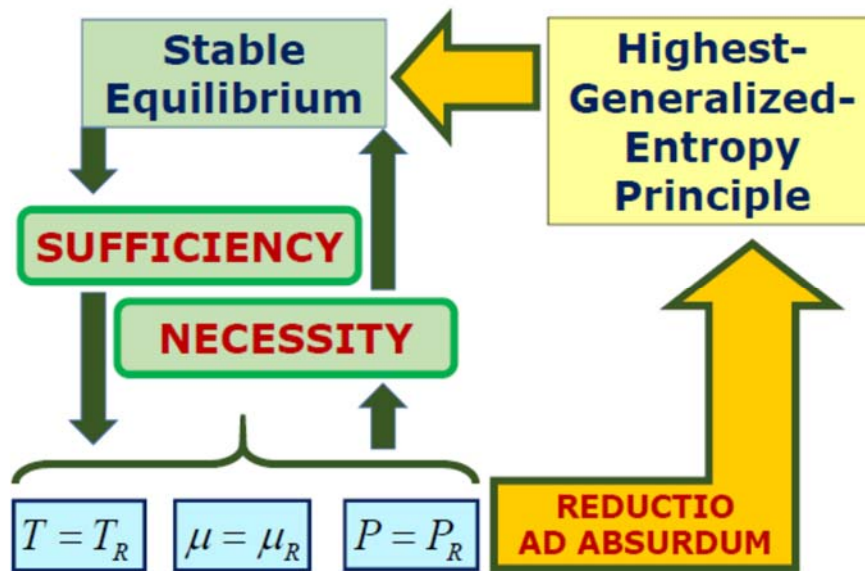 Stable
Equilibrium
Highest-
Generalized-
Entropy
Principle
SUFFICIENCY
NECESSITY
T = T_R
μ = μ_R
P = P_R
REDUCTIO
AD ABSURDUM